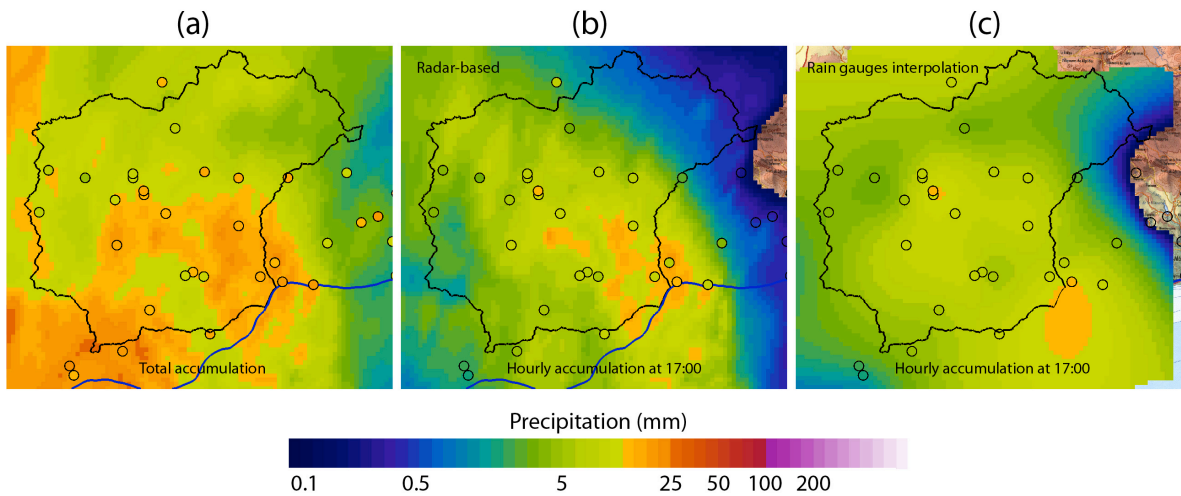 (a) (b) (c)
Radar-based
Rain gauges interpolation
Total accumulation
Hourly accumulation at 17:00
Hourly accumulation at 17:00
Precipitation (mm)
0.1 0.5 5 25 50 100 200